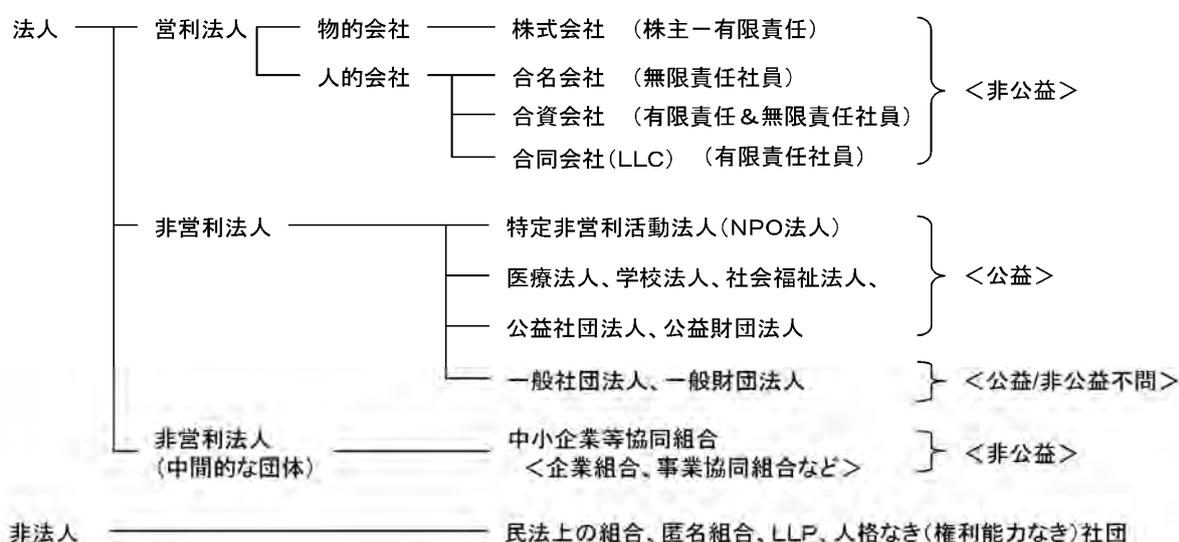 法人 営利法人 物的会社 株式会社 (株主－有限責任)
人的会社 合名会社 (無限責任社員)
<非公益>
合資会社 (有限責任&無限責任社員)
合同会社(LLC) (有限責任社員)
非営利法人 特定非営利活動法人(NPO法人)
医療法人、学校法人、社会福祉法人、 <公益>
公益社団法人、公益財団法人
一般社団法人、一般財団法人 <公益/非公益不問>
非営利法人 中小企業等協同組合 <非公益>
(中間的な団体) <企業組合、事業協同組合など>
非法人 民法上の組合、匿名組合、LLP、人格なき(権利能力なき)社団